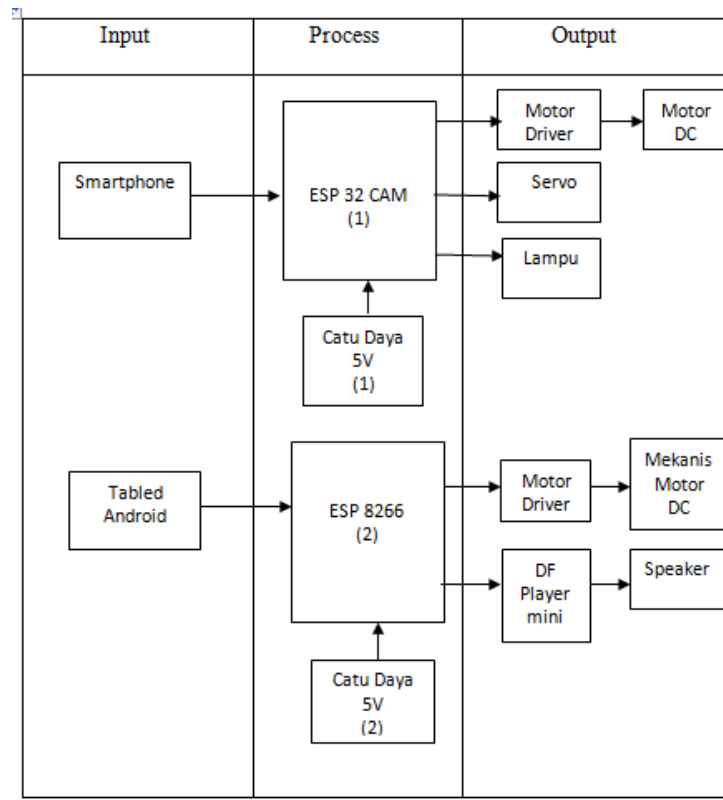 Input
Process
Output
Smartphone
ESP 32 CAM
(1)
Motor
Driver
Motor
DC
Servo
Lampu
Catu Daya
5V
(1)
Tabled
Android
ESP 8266
(2)
Motor
Driver
Mekanis
Motor
DC
DF
Player
mini
Speaker
Catu Daya
5V
(2)